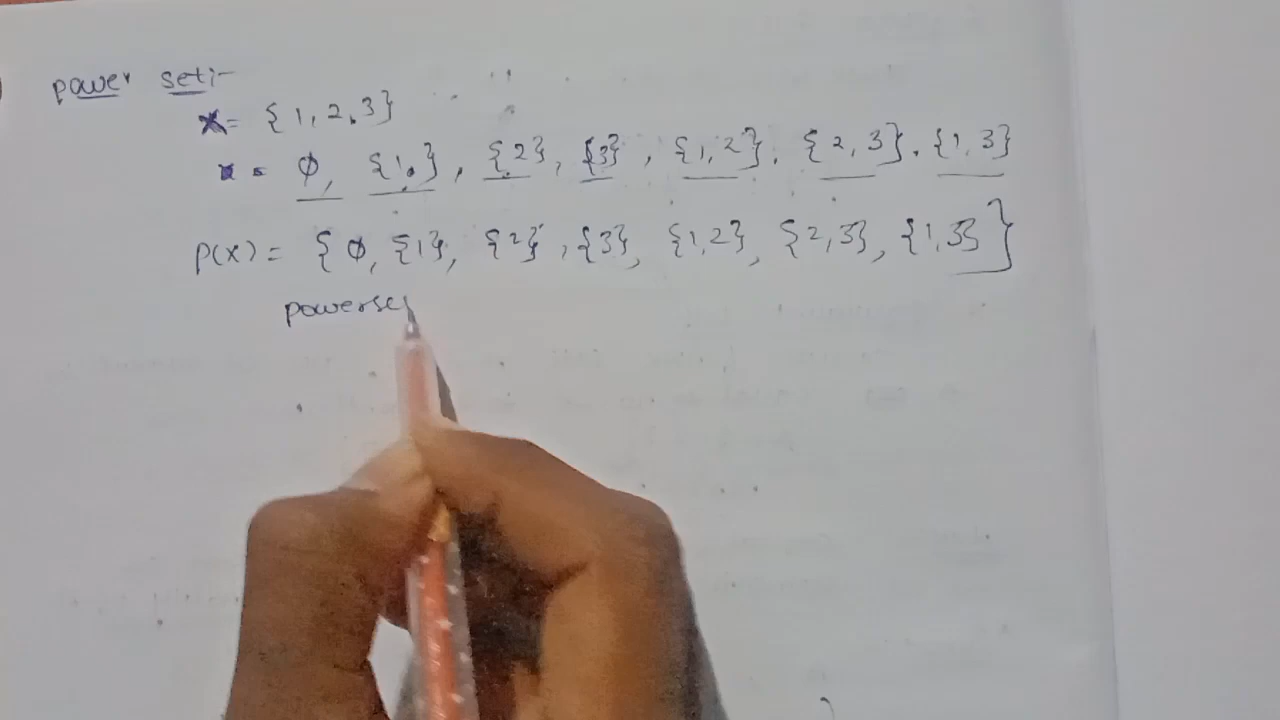 power set:-
x= {1,2,3}
x = φ, {1}, {2}, {3}, {1,2}, {2,3}, {1,3}
P(x) = {φ, {1}, {2}, {3}, {1,2}, {2,3}, {1,3}}
powerset